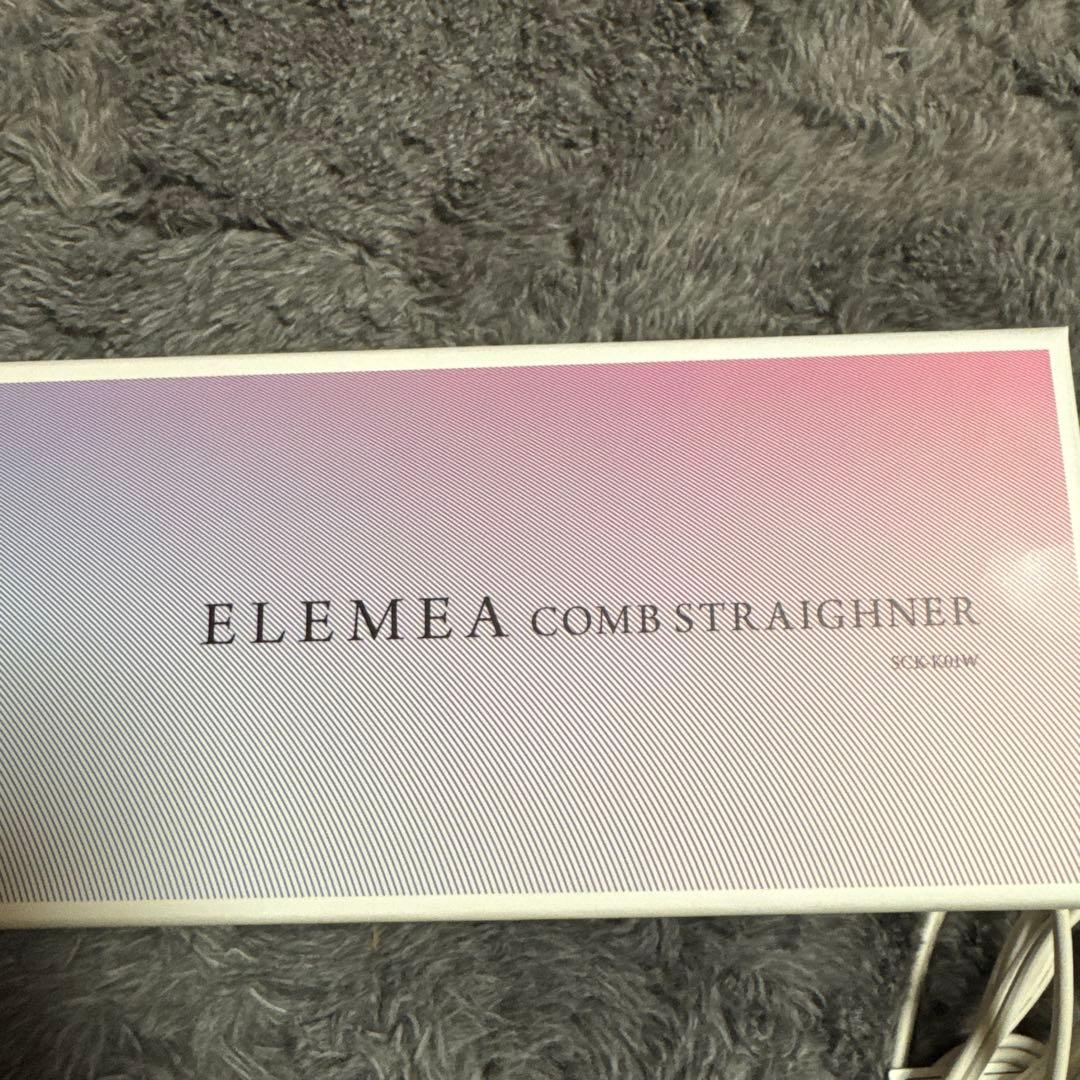 ELEMEA COMB STRAIGHNER
SCK-K01W